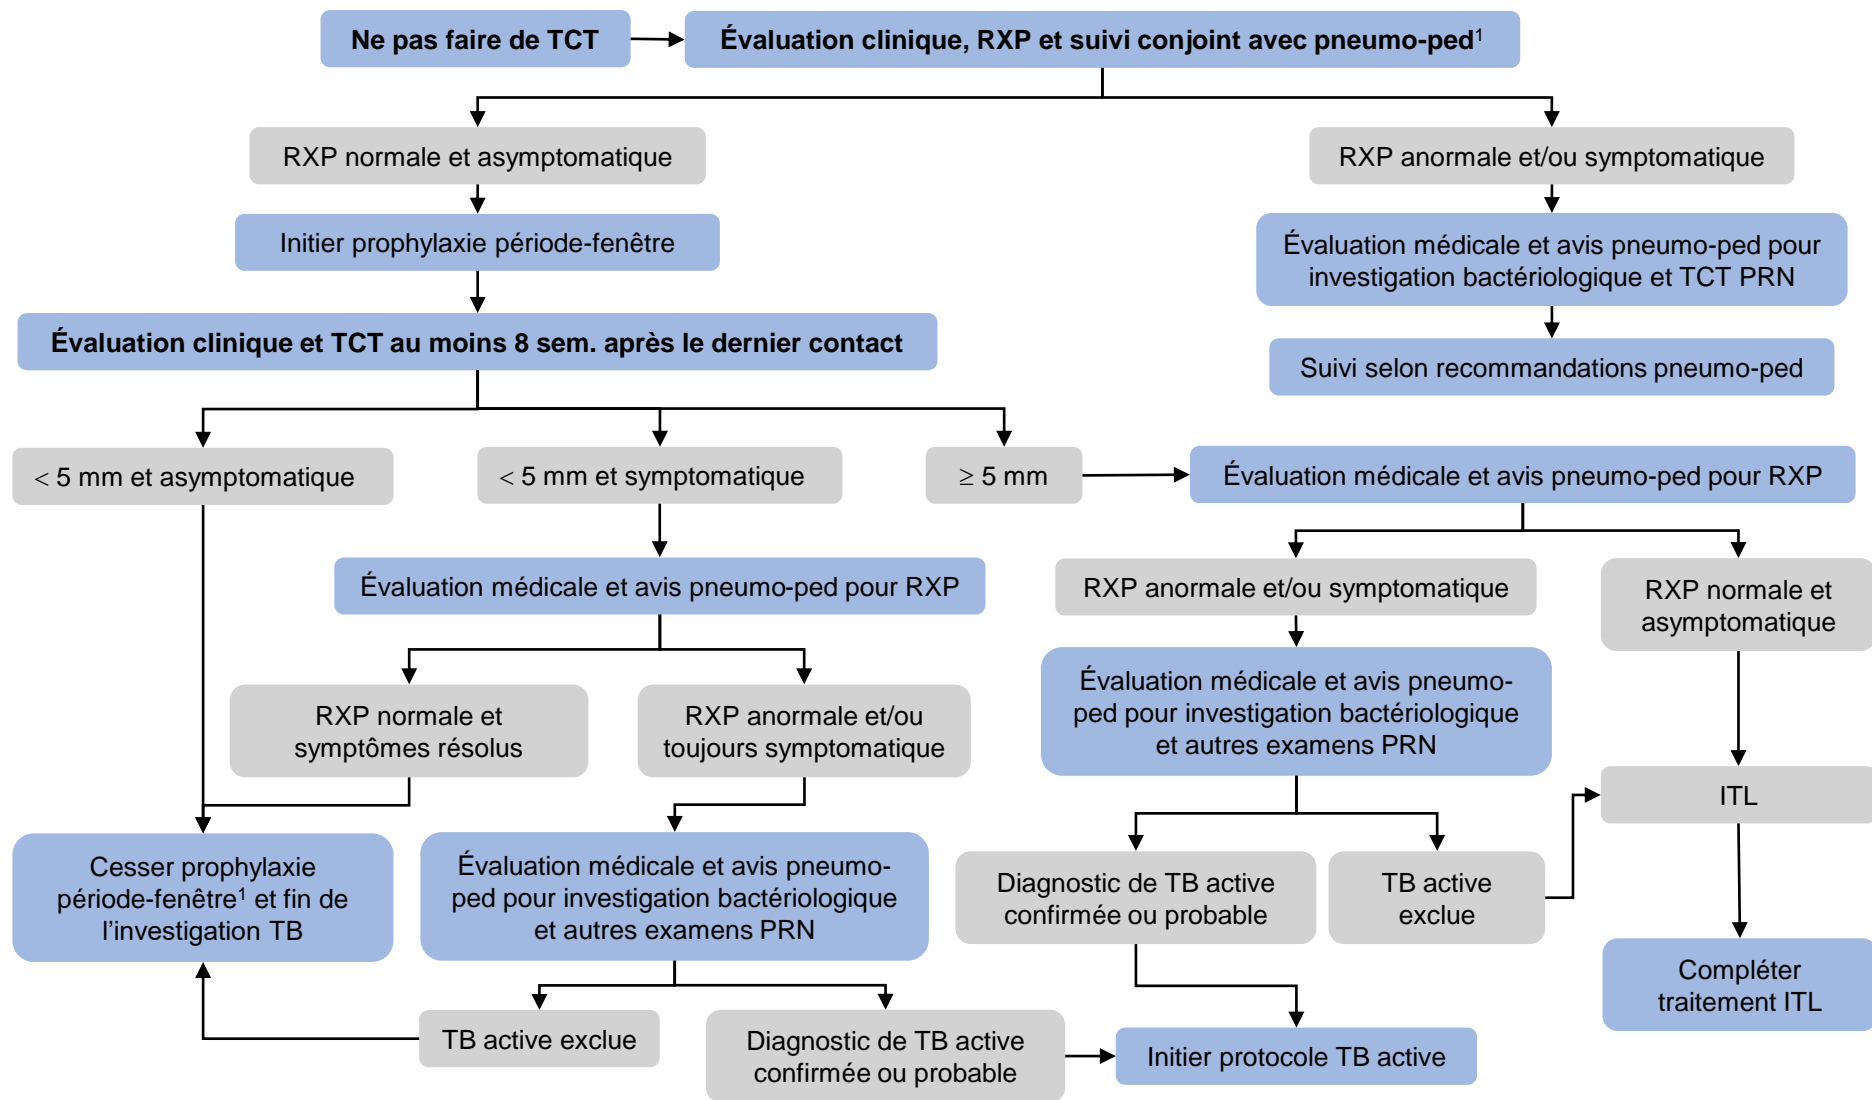 Ne pas faire de TCT
Évaluation clinique, RXP et suivi conjoint avec pneumo-ped¹
RXP normale et asymptomatique
RXP anormale et/ou symptomatique
Initier prophylaxie période-fenêtre
Évaluation médicale et avis pneumo-ped pour
investigation bactériologique et TCT PRN
Évaluation clinique et TCT au moins 8 sem. après le dernier contact
Suivi selon recommandations pneumo-ped
< 5 mm et asymptomatique
< 5 mm et symptomatique
≥ 5 mm
Évaluation médicale et avis pneumo-ped pour RXP
Évaluation médicale et avis pneumo-ped pour RXP
RXP anormale et/ou symptomatique
RXP normale et
asymptomatique
RXP normale et
symptômes résolus
RXP anormale et/ou
toujours symptomatique
Évaluation médicale et avis pneumo-
ped pour investigation bactériologique
et autres examens PRN
ITL
Cesser prophylaxie
période-fenêtre¹ et fin de
l'investigation TB
Évaluation médicale et avis pneumo-
ped pour investigation bactériologique
et autres examens PRN
Diagnostic de TB active
confirmée ou probable
TB active
exclue
Compléter
traitement ITL
TB active exclue
Diagnostic de TB active
confirmée ou probable
Initier protocole TB active